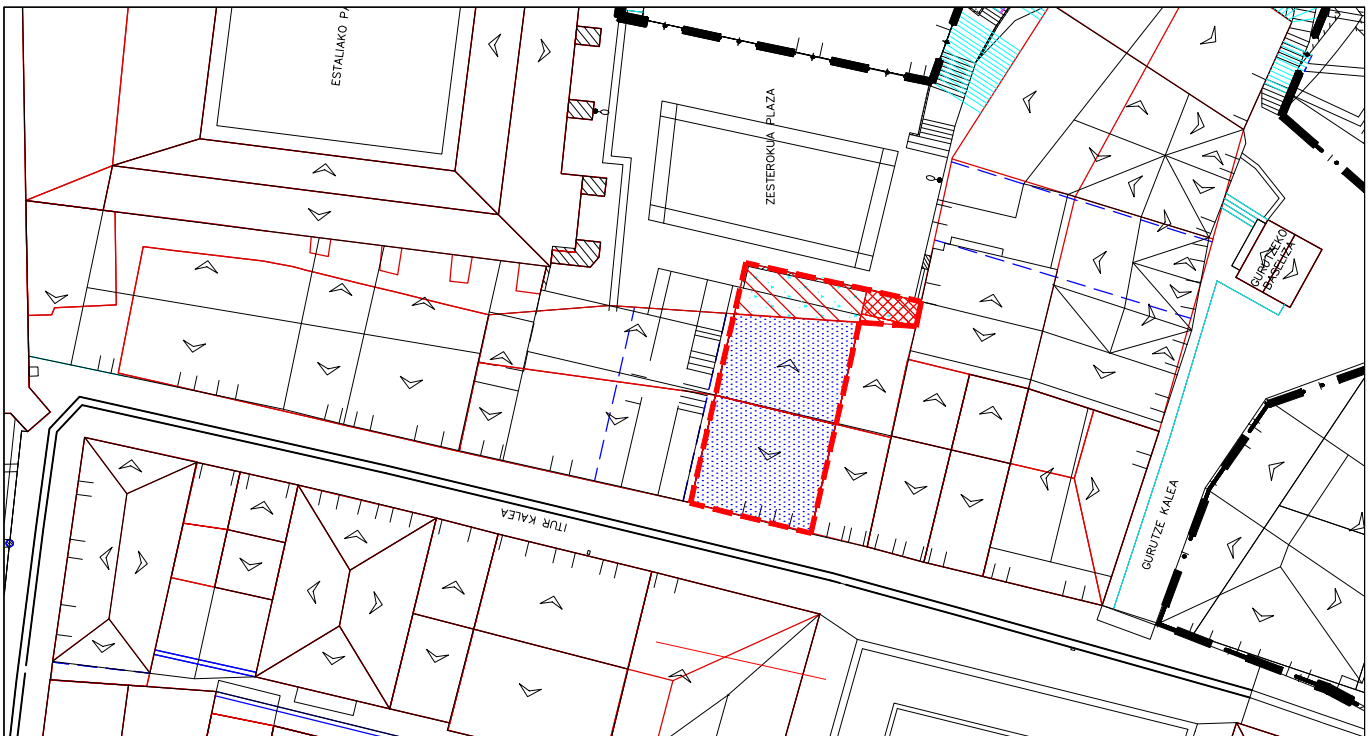 ESTALIAKO PA
ZESTEROKUA PLAZA
GURUTZEKO
BASELIZA
ITUR KALEA
GURUTZE KALEA